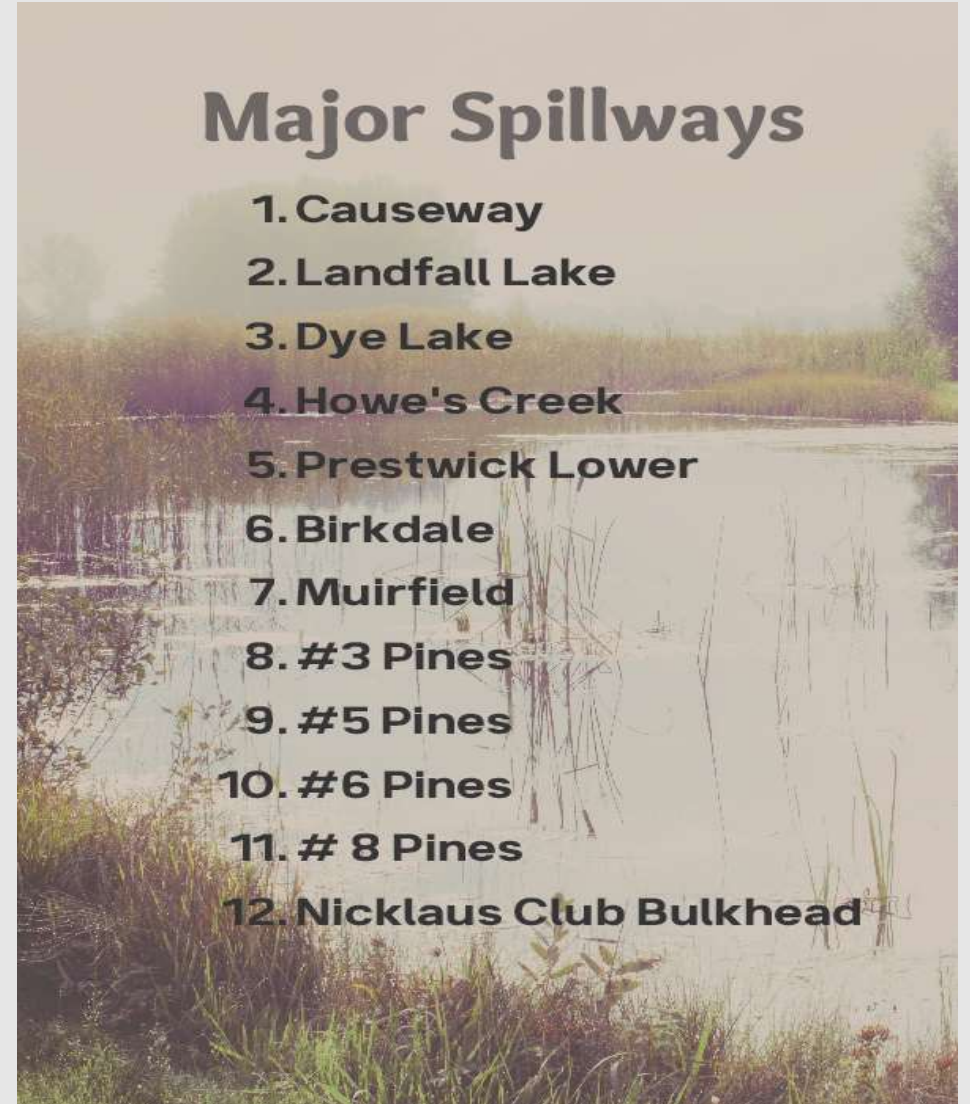 Major Spillways
1. Causeway
2. Landfall Lake
3. Dye Lake
4. Howe's Creek
5. Prestwick Lower
6. Birkdale
7. Muirfield
8. #3 Pines
9. #5 Pines
10. #6 Pines
11. # 8 Pines
12. Nicklaus Club Bulkhead